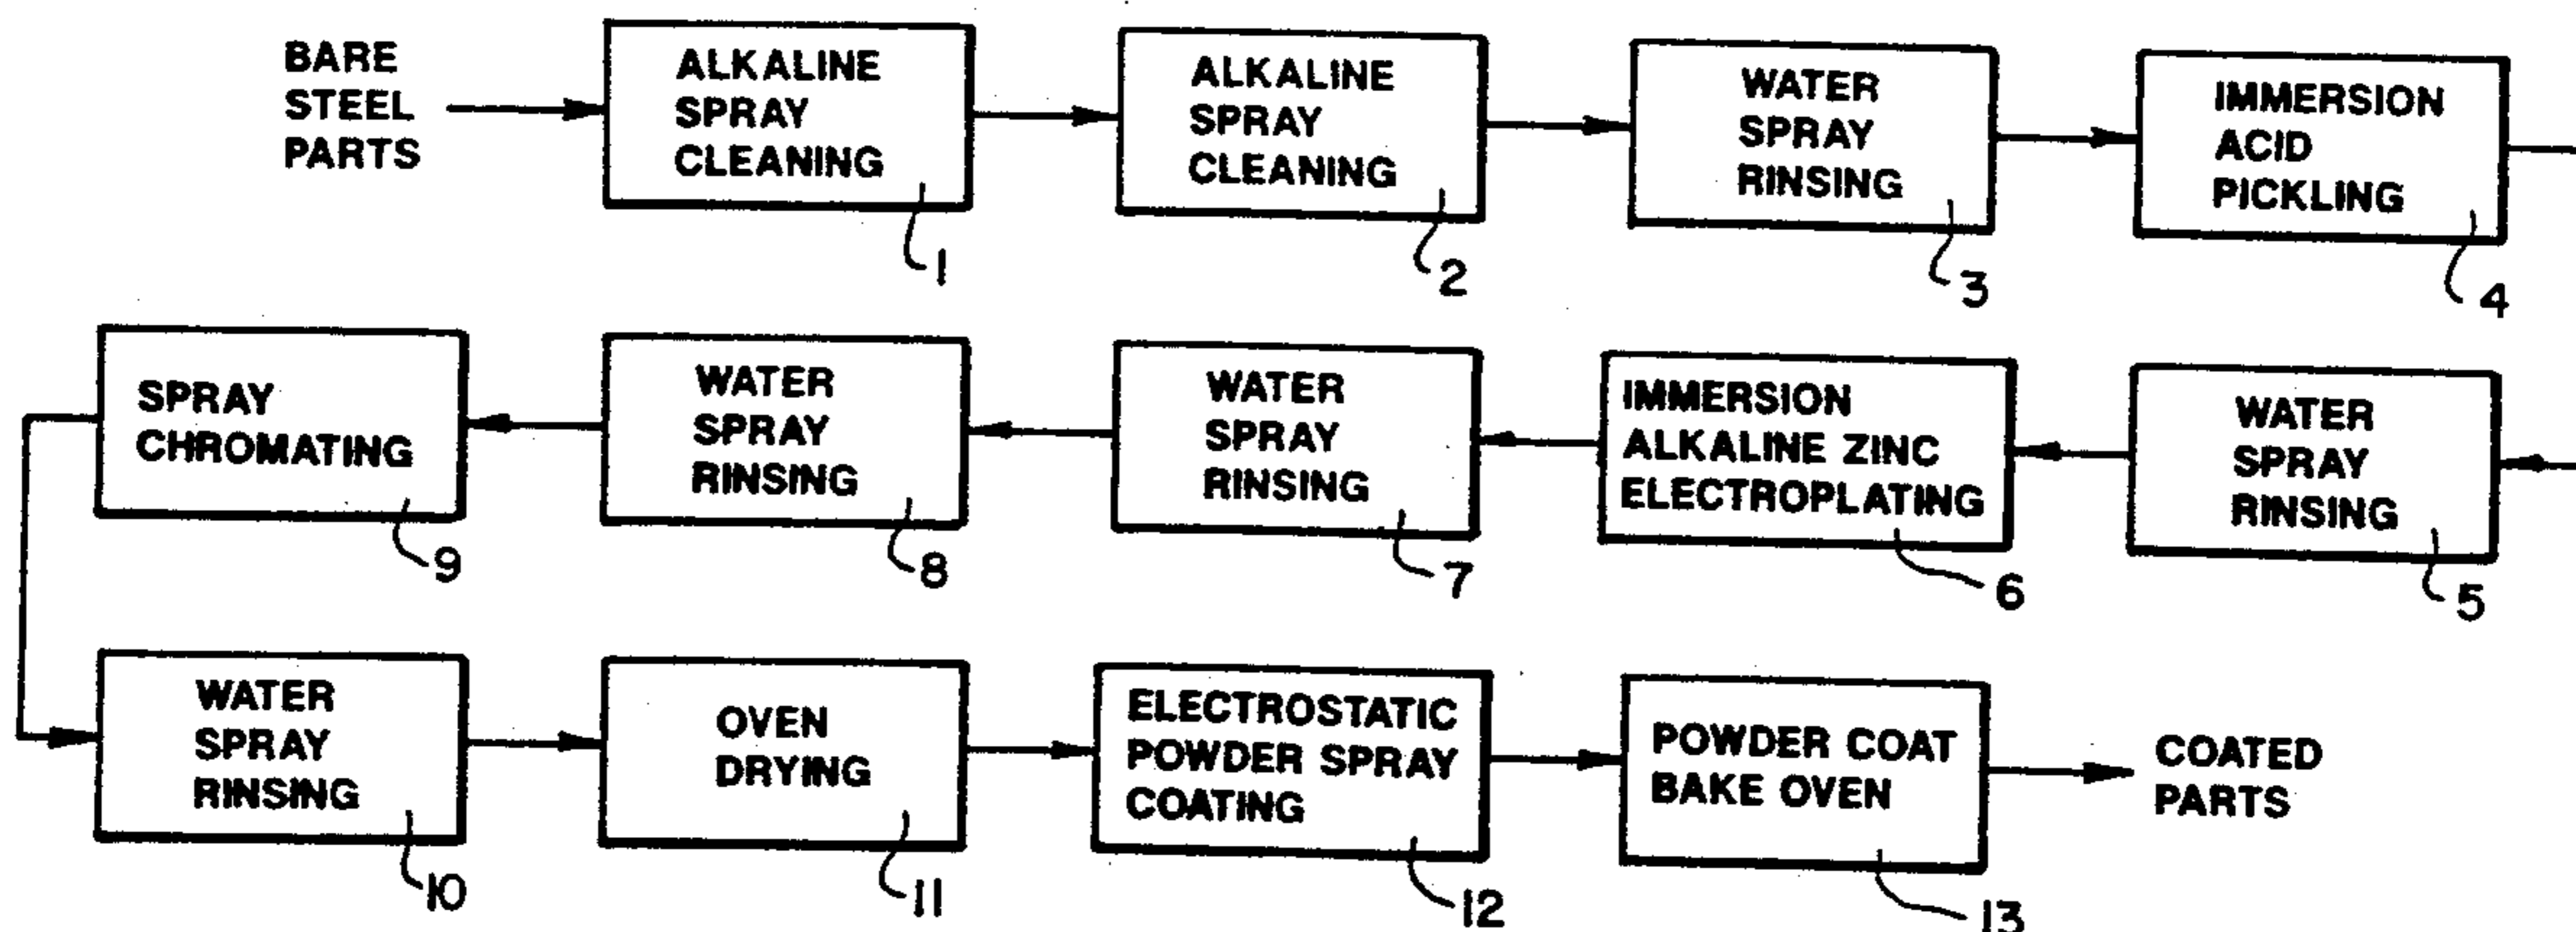 BARE
STEEL
PARTS
ALKALINE
SPRAY
CLEANING
1
ALKALINE
SPRAY
CLEANING
2
WATER
SPRAY
RINSING
3
IMMERSION
ACID
PICKLING
4
WATER
SPRAY
RINSING
5
IMMERSION
ALKALINE ZINC
ELECTROPLATING
6
WATER
SPRAY
RINSING
7
WATER
SPRAY
RINSING
8
SPRAY
CHROMATING
9
WATER
SPRAY
RINSING
10
OVEN
DRYING
11
ELECTROSTATIC
POWDER SPRAY
COATING
12
POWDER COAT
BAKE OVEN
13
COATED
PARTS